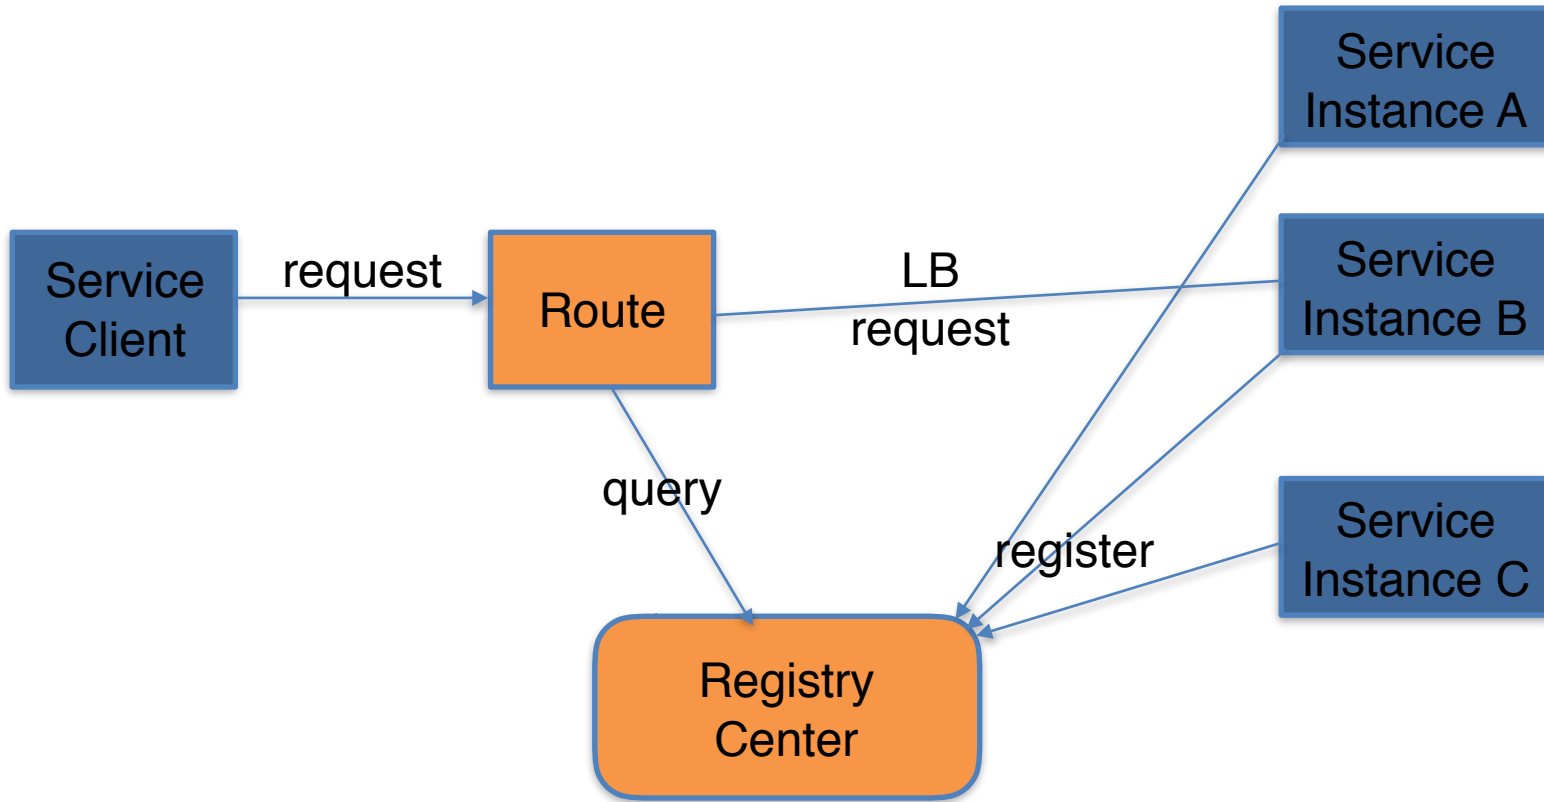 Service
Instance A
Service
Client
request
Route
LB
request
Service
Instance B
query
register
Service
Instance C
Registry
Center